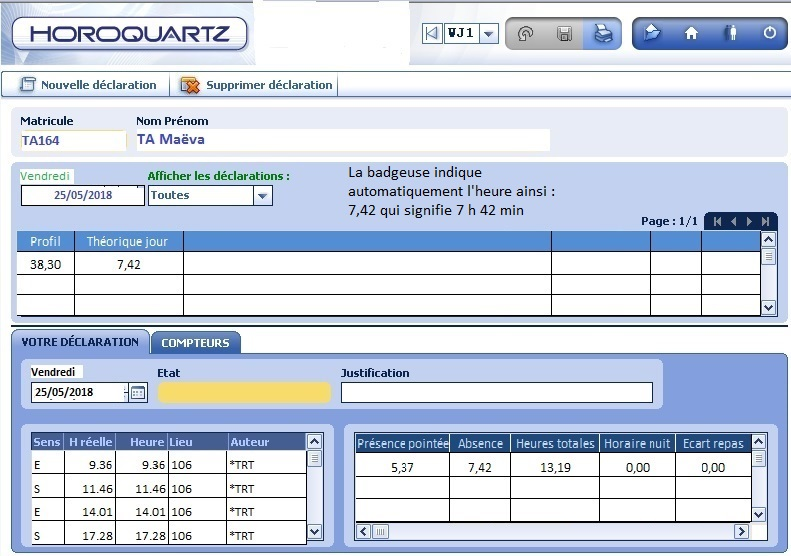 HOROQUARTZ
WJ1
Nouvelle déclaration
Supprimer déclaration
Matricule
Nom Prénom
TA164
TA Maëva
Vendredi
Afficher les déclarations :
25/05/2018
Toutes
La badgeuse indique
automatiquement l'heure ainsi :
7,42 qui signifie 7 h 42 min
Page : 1/1
Profil Théorique jour
38,30 7,42
VOTRE DÉCLARATION
COMPTEURS
Vendredi
Etat
Justification
25/05/2018
Sens H réelle Heure Lieu Auteur
E 9.36 9.36 106 *TRT
S 11.46 11.46 106 *TRT
E 14.01 14.01 106 *TRT
S 17.28 17.28 106 *TRT
Présence pointée Absence Heures totales Horaire nuit Ecart repas
5,37 7,42 13,19 0,00 0,00